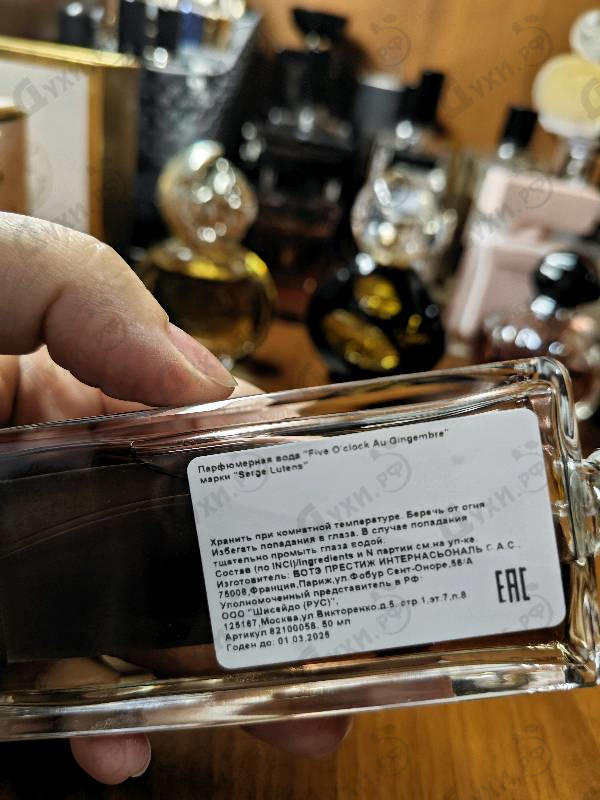 Парфюмерная вода "Five O'clock Au Gingembre"
марки "Serge Lutens"
Хранить при комнатной температуре. Беречь от огня
Избегать попадания в глаза. В случае попадания
тщательно промыть глаза водой.
Состав (по INCI)/Ingredients и N партии см.на уп-ке.
Изготовитель: БОТЭ ПРЕСТИЖ ИНТЕРНАСЬОНАЛЬ С.А.С.,
75008,Франция,Париж,ул.Фобур Сент-Оноре,56/А
Уполномоченный представитель в РФ:
ООО "Шисейдо (РУС)",
125167,Москва,ул.Викторенко,д.5, стр.1,эт.7,п.8
Артикул 82100058. 50 мл
Годен до: 01.03.2025
EAC
Духи.рф